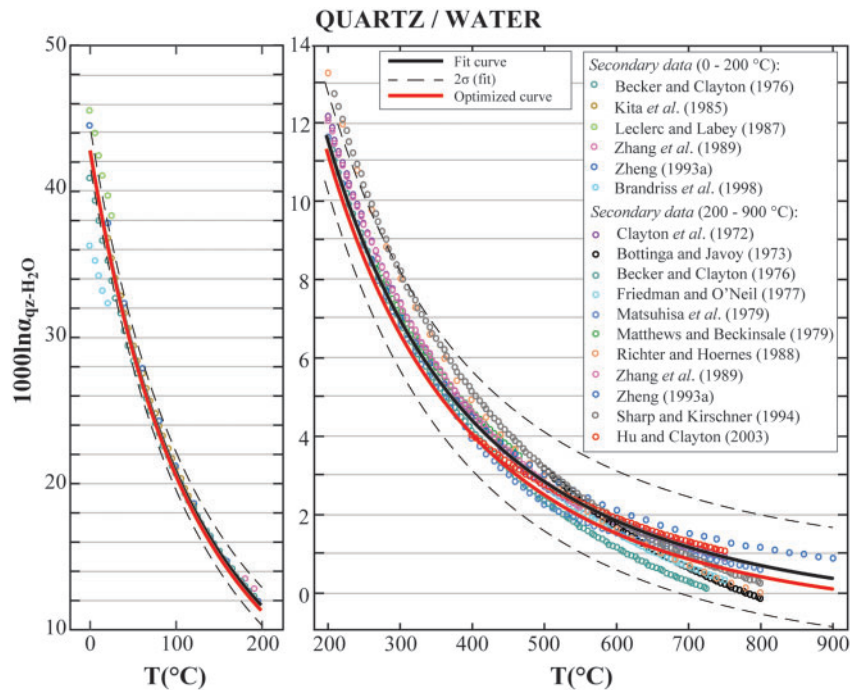 QUARTZ / WATER
1000lnαqz-H2O
50
40
30
20
10
0
100
200
T(°C)
14
12
10
8
6
4
2
0
200
300
400
500
600
700
800
900
T(°C)
Fit curve
2σ (fit)
Optimized curve
Secondary data (0 - 200 °C):
Becker and Clayton (1976)
Kita et al. (1985)
Leclerc and Labey (1987)
Zhang et al. (1989)
Zheng (1993a)
Brandriss et al. (1998)
Secondary data (200 - 900 °C):
Clayton et al. (1972)
Bottinga and Javoy (1973)
Becker and Clayton (1976)
Friedman and O'Neil (1977)
Matsuhisa et al. (1979)
Matthews and Beckinsale (1979)
Richter and Hoernes (1988)
Zhang et al. (1989)
Zheng (1993a)
Sharp and Kirschner (1994)
Hu and Clayton (2003)